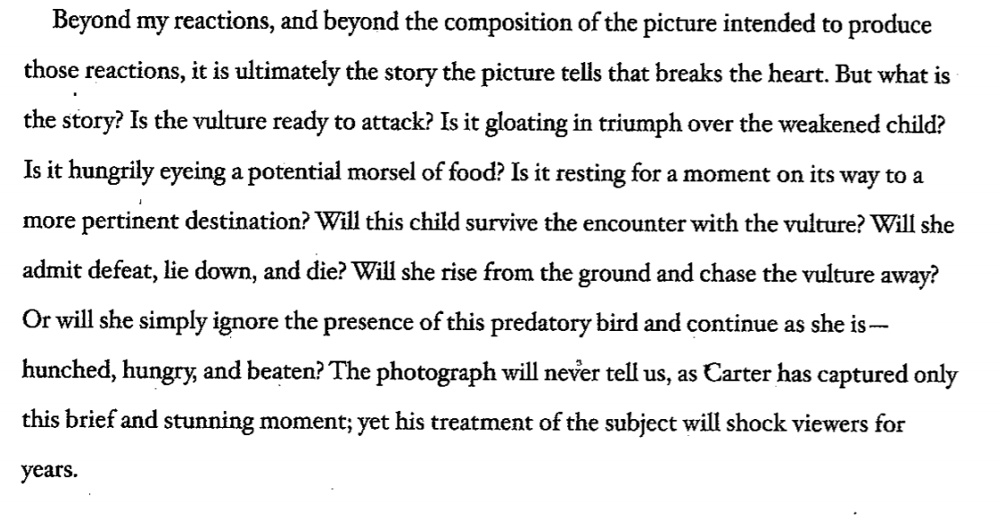 Beyond my reactions, and beyond the composition of the picture intended to produce
those reactions, it is ultimately the story the picture tells that breaks the heart. But what is
the story? Is the vulture ready to attack? Is it gloating in triumph over the weakened child?
Is it hungrily eyeing a potential morsel of food? Is it resting for a moment on its way to a
more pertinent destination? Will this child survive the encounter with the vulture? Will she
admit defeat, lie down, and die? Will she rise from the ground and chase the vulture away?
Or will she simply ignore the presence of this predatory bird and continue as she is—
hunched, hungry, and beaten? The photograph will never tell us, as Carter has captured only
this brief and stunning moment; yet his treatment of the subject will shock viewers for
years.